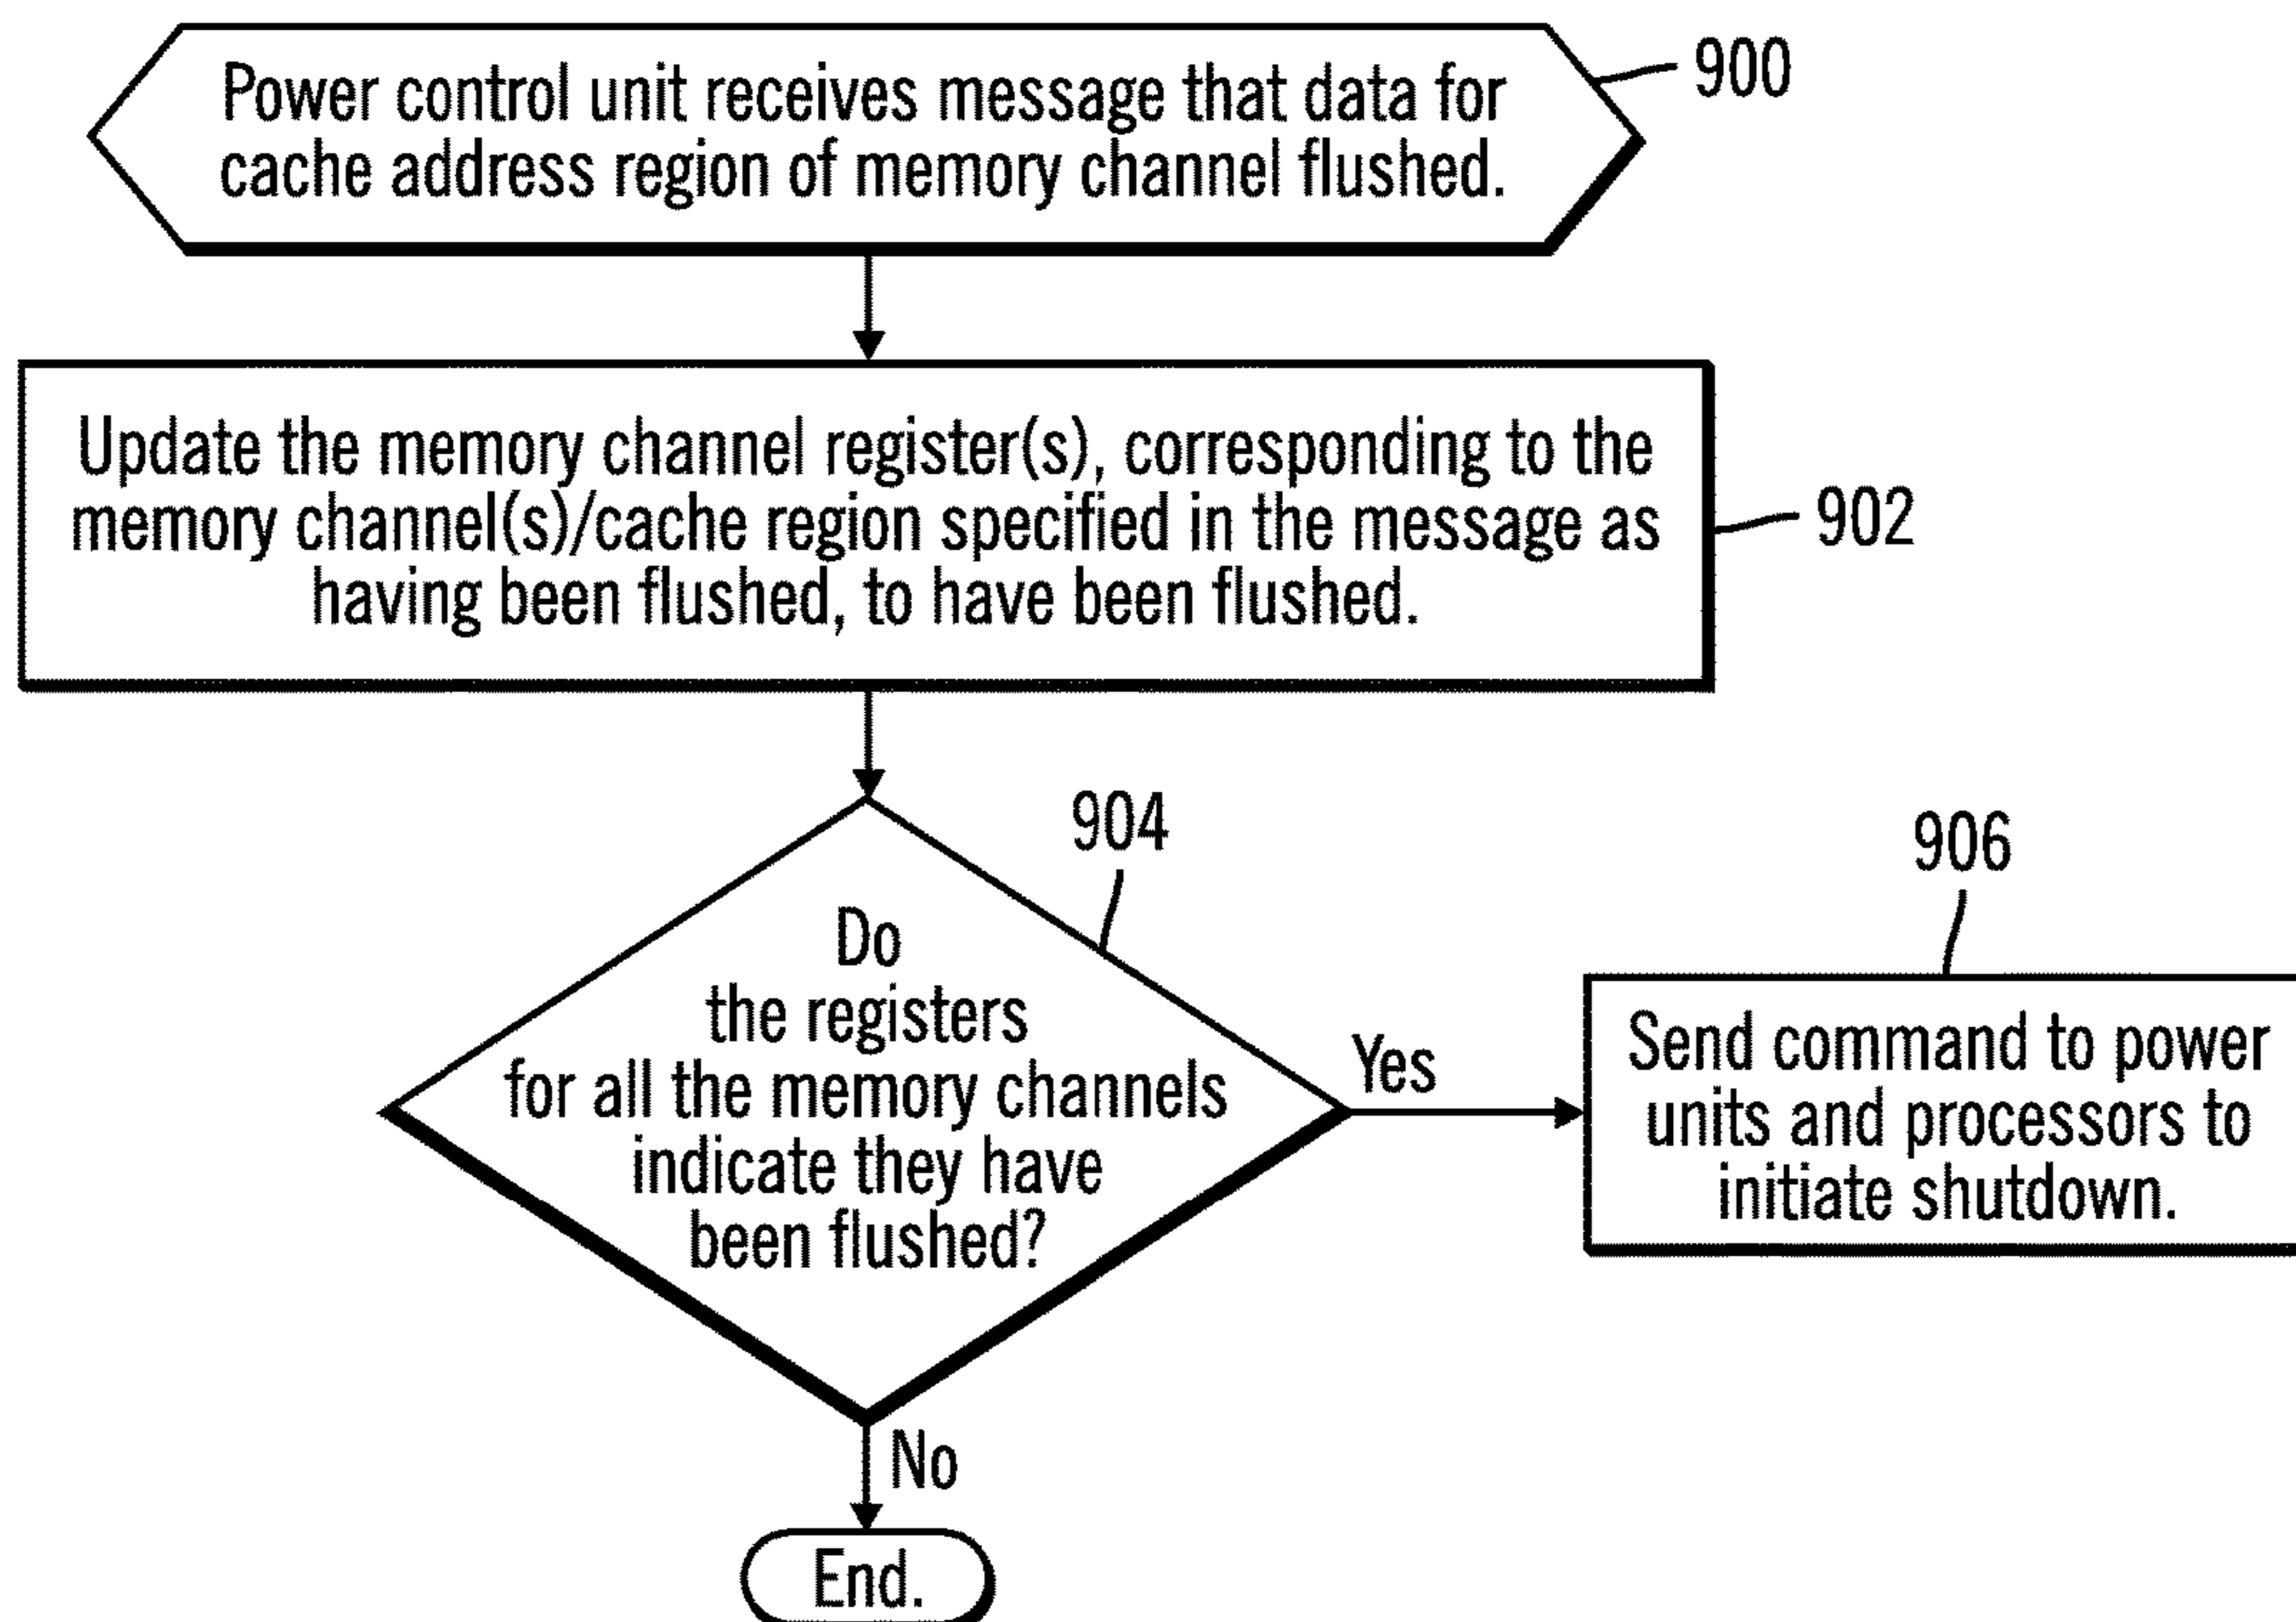 Power control unit receives message that data for
cache address region of memory channel flushed.
900
Update the memory channel register(s), corresponding to the
memory channel(s)/cache region specified in the message as
having been flushed, to have been flushed.
902
904
Do
the registers
for all the memory channels
indicate they have
been flushed?
Yes
906
Send command to power
units and processors to
initiate shutdown.
No
End.